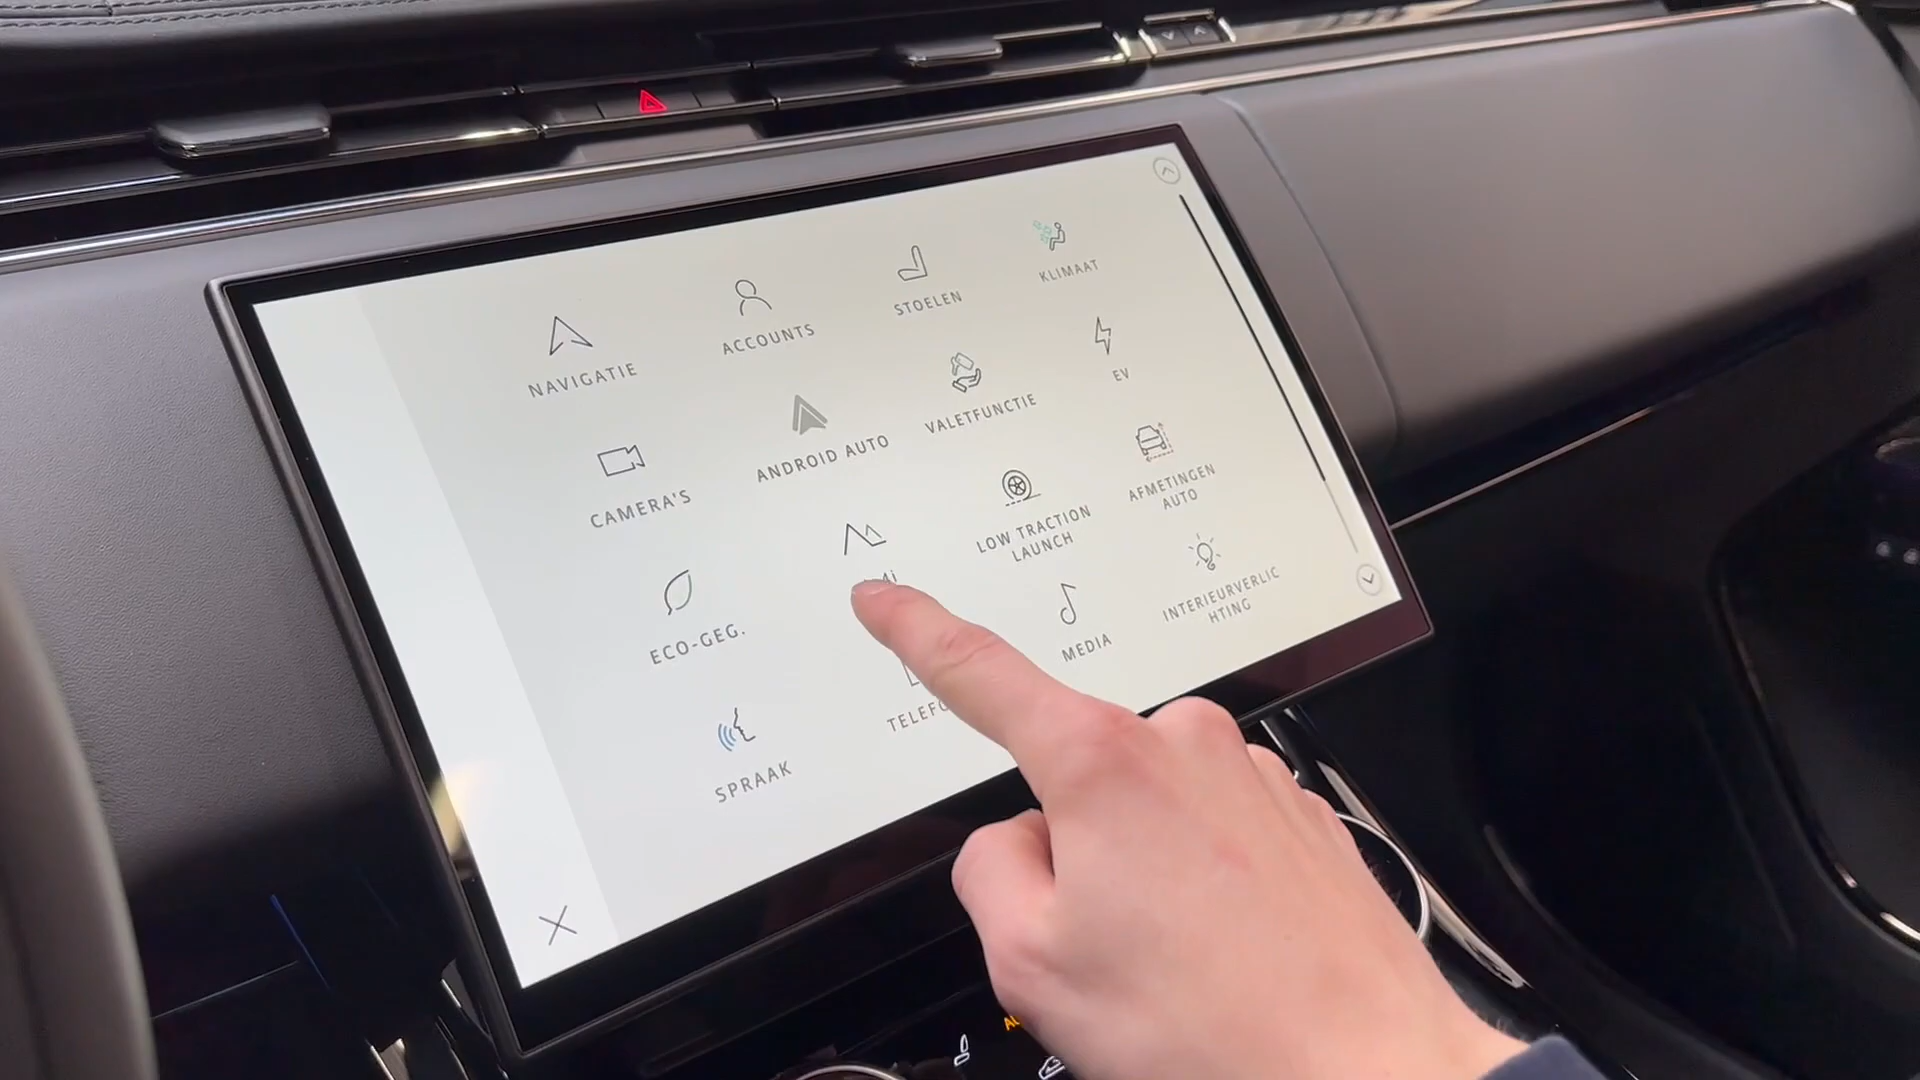 NAVIGATIE
ACCOUNTS
STOELEN
KLIMAAT
CAMERA'S
ANDROID AUTO
VALETFUNCTIE
EV
ECO-GEG.
LOW TRACTION
LAUNCH
AFMETINGEN
AUTO
SPRAAK
MEDIA
INTERIEURVERLIC
HTING